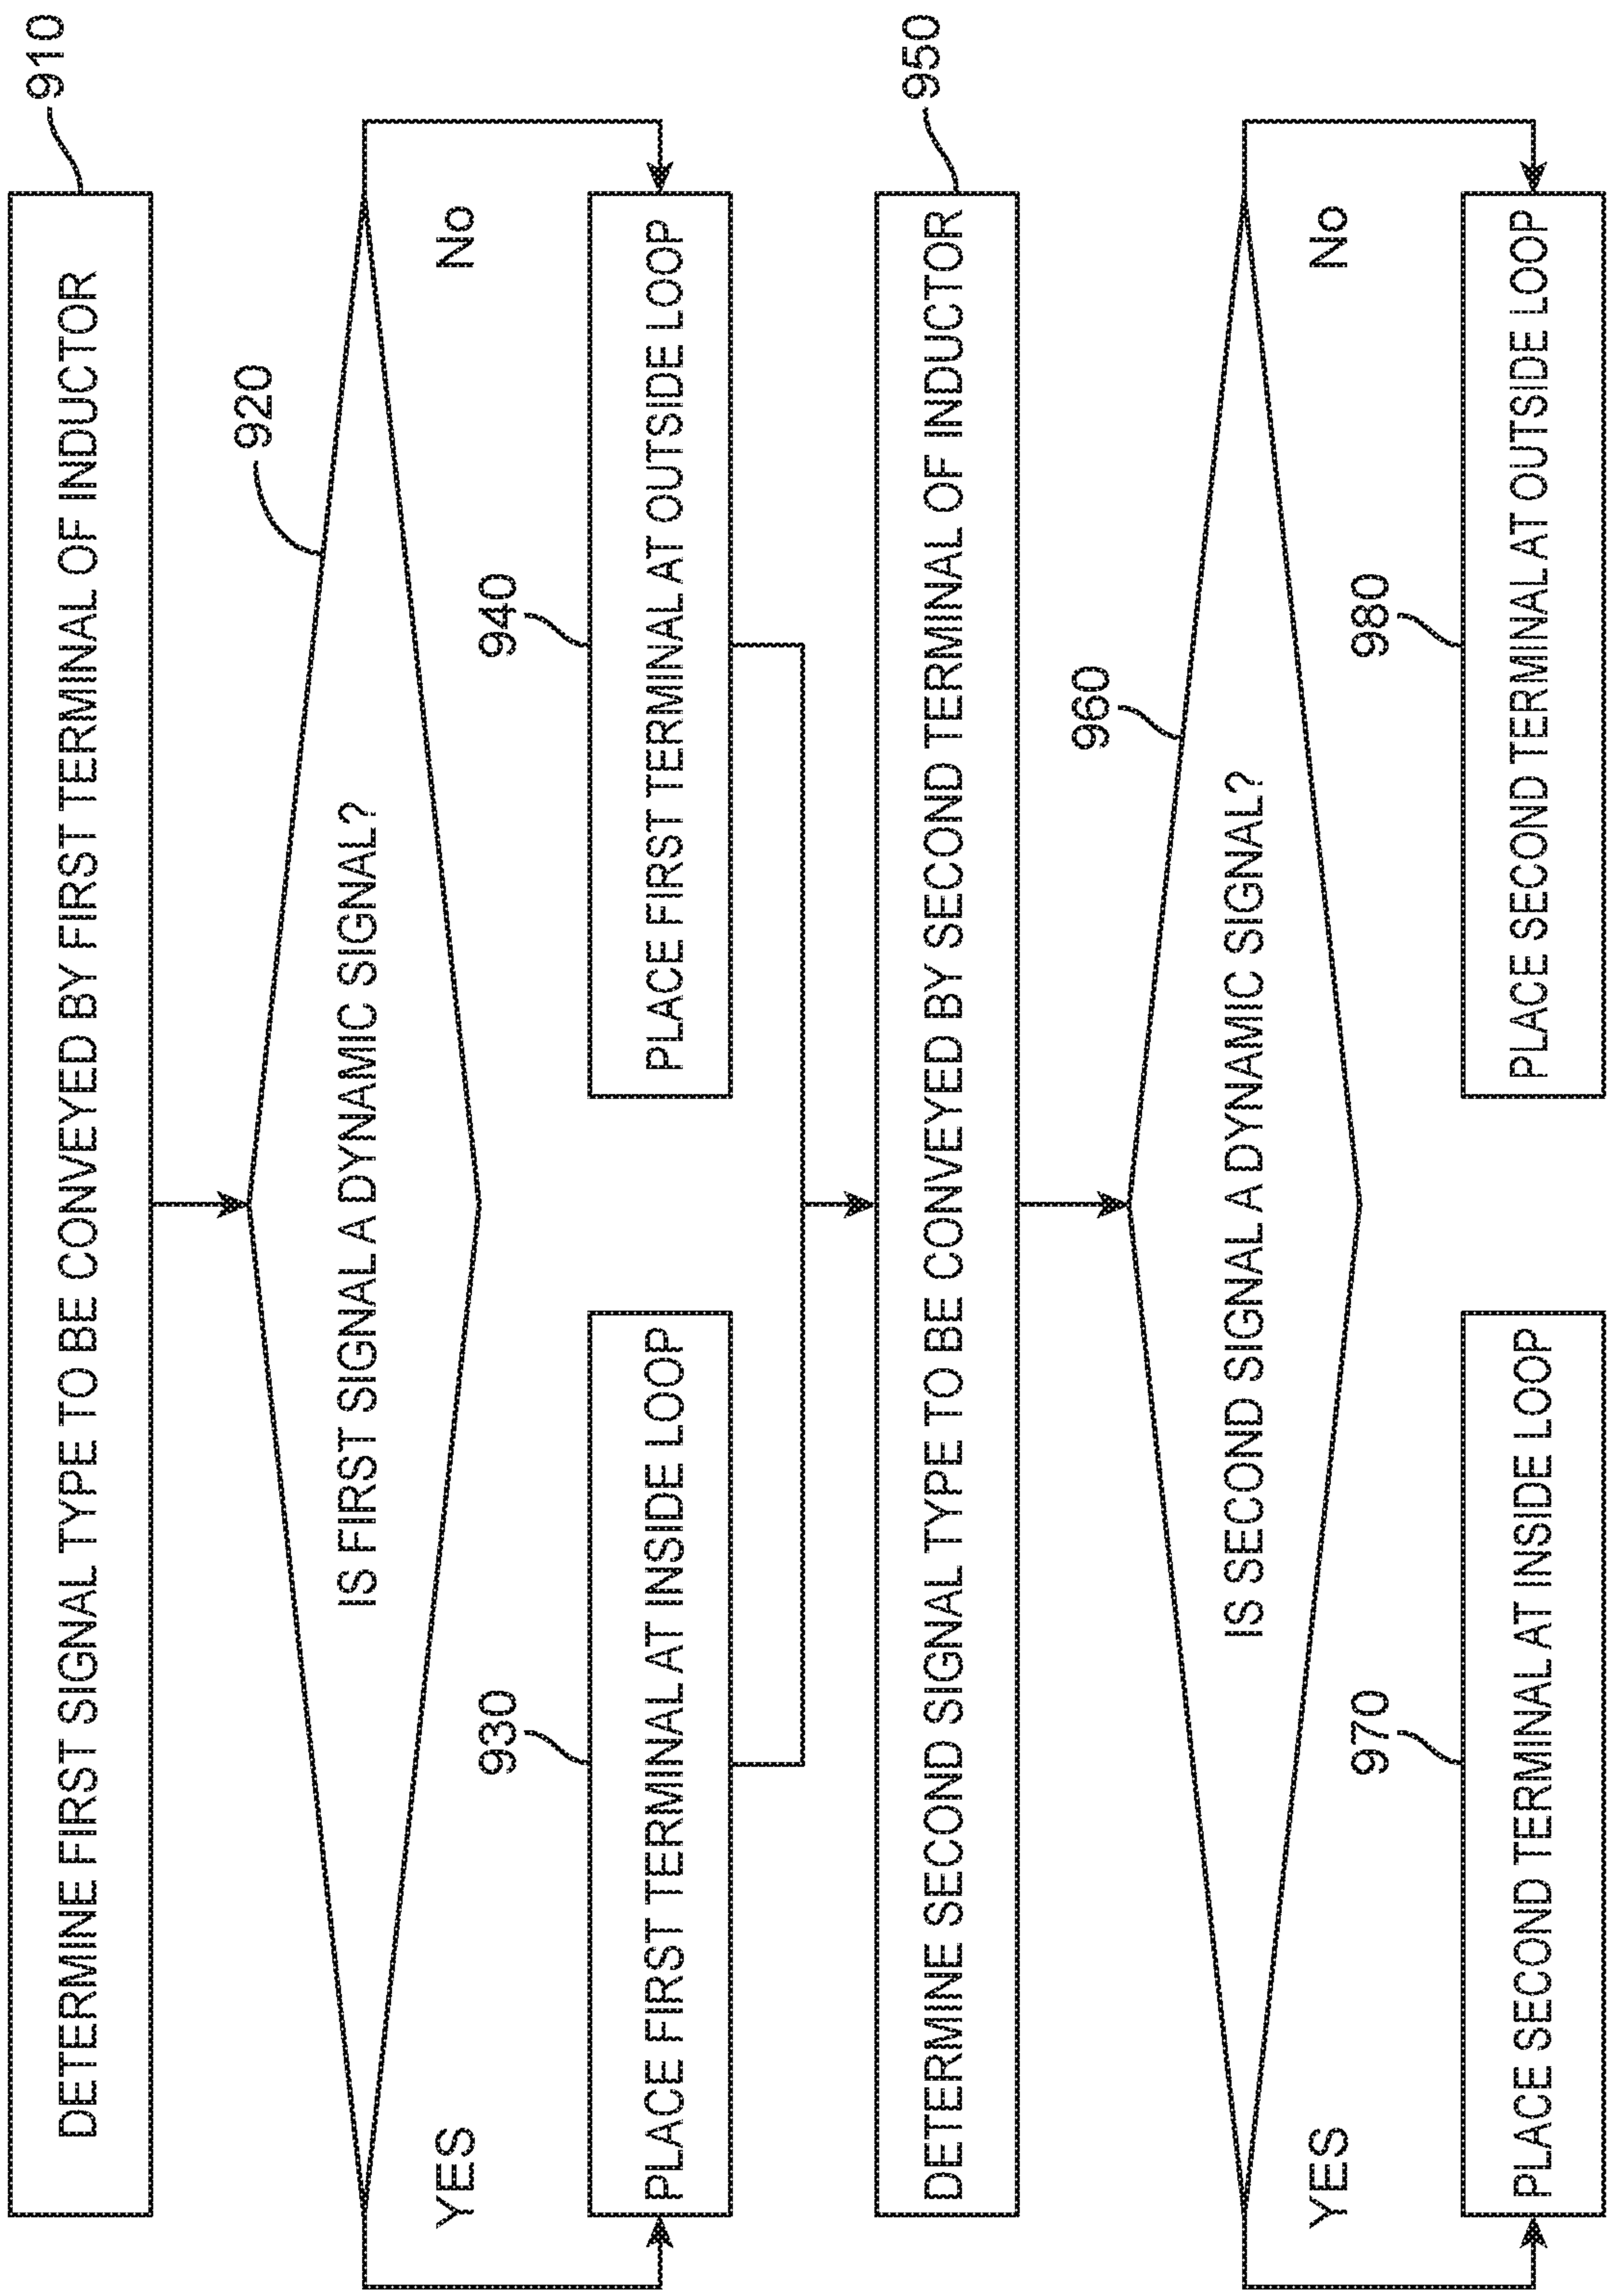 910
DETERMINE FIRST SIGNAL TYPE TO BE CONVEYED BY FIRST TERMINAL OF INDUCTOR
920
IS FIRST SIGNAL A DYNAMIC SIGNAL?
YES
No
930
940
PLACE FIRST TERMINAL AT INSIDE LOOP
PLACE FIRST TERMINAL AT OUTSIDE LOOP
950
DETERMINE SECOND SIGNAL TYPE TO BE CONVEYED BY SECOND TERMINAL OF INDUCTOR
960
IS SECOND SIGNAL A DYNAMIC SIGNAL?
YES
No
970
980
PLACE SECOND TERMINAL AT INSIDE LOOP
PLACE SECOND TERMINAL AT OUTSIDE LOOP